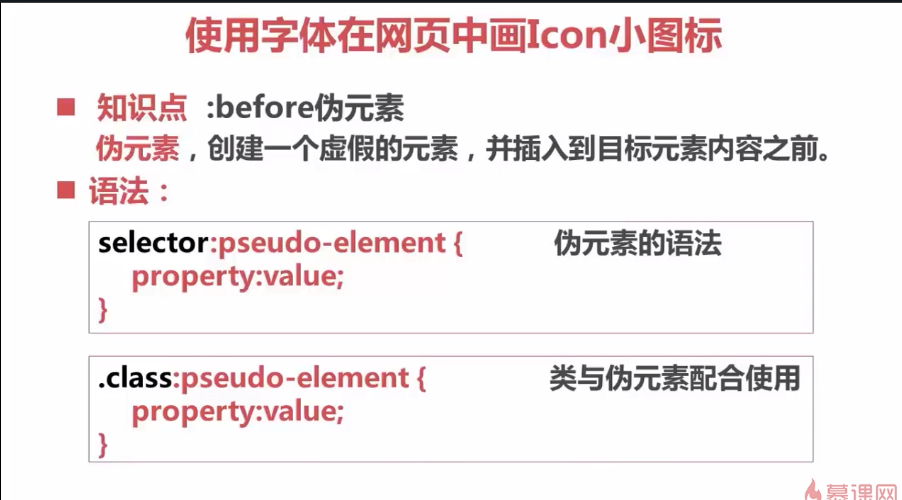 使用字体在网页中画Icon小图标
知识点 :before伪元素
伪元素，创建一个虚假的元素，并插入到目标元素内容之前。
语法：
selector:pseudo-element { 伪元素的语法
property:value;
}
.class:pseudo-element { 类与伪元素配合使用
property:value;
}
慕课网